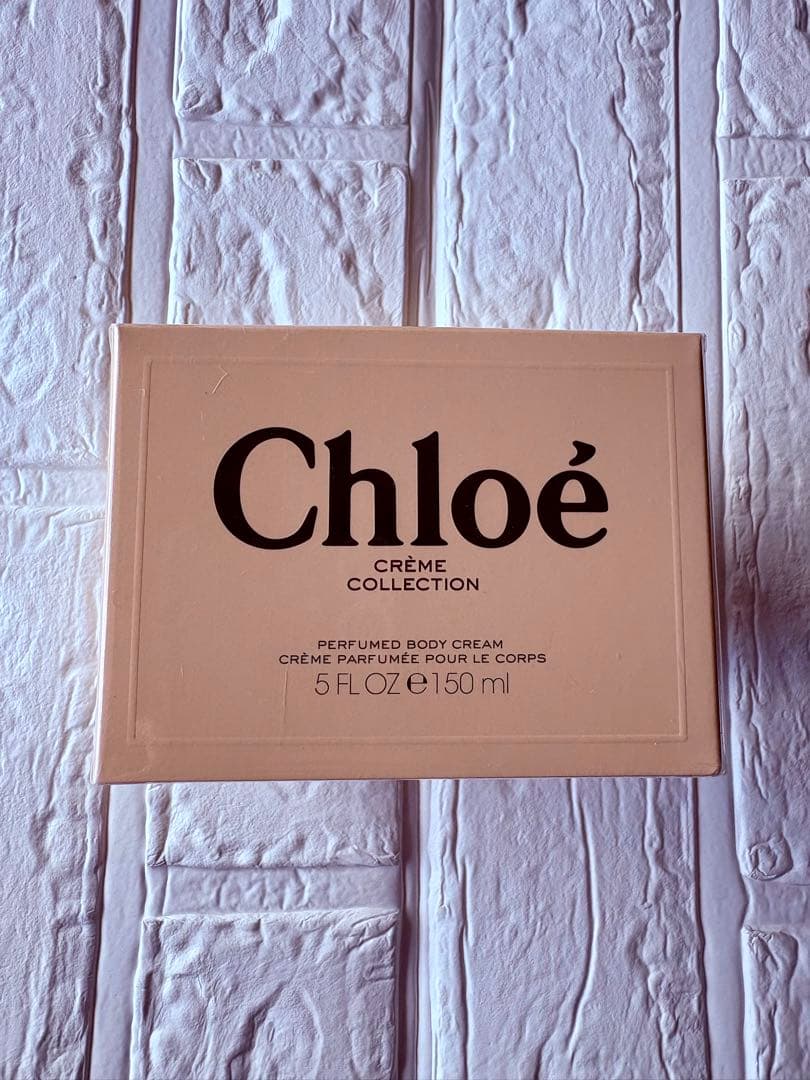 Chloé
CRÈME
COLLECTION
PERFUMED BODY CREAM
CRÈME PARFUMÉE POUR LE CORPS
5 FL OZ ℮ 150 ml